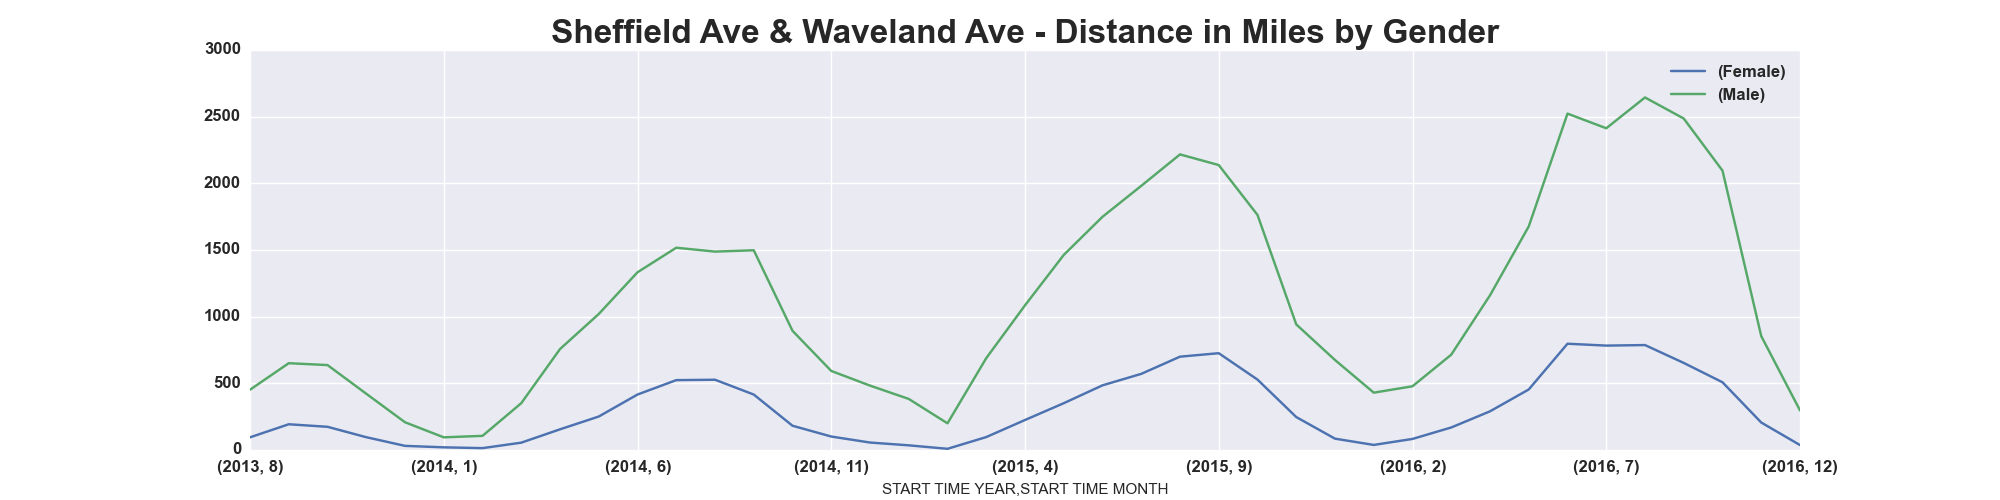 Sheffield Ave & Waveland Ave - Distance in Miles by Gender
3000
2500
2000
1500
1000
500
0
(Female)
(Male)
(2013, 8) (2014, 1) (2014, 6) (2014, 11) (2015, 4) (2015, 9) (2016, 2) (2016, 7) (2016, 12)
START TIME YEAR,START TIME MONTH